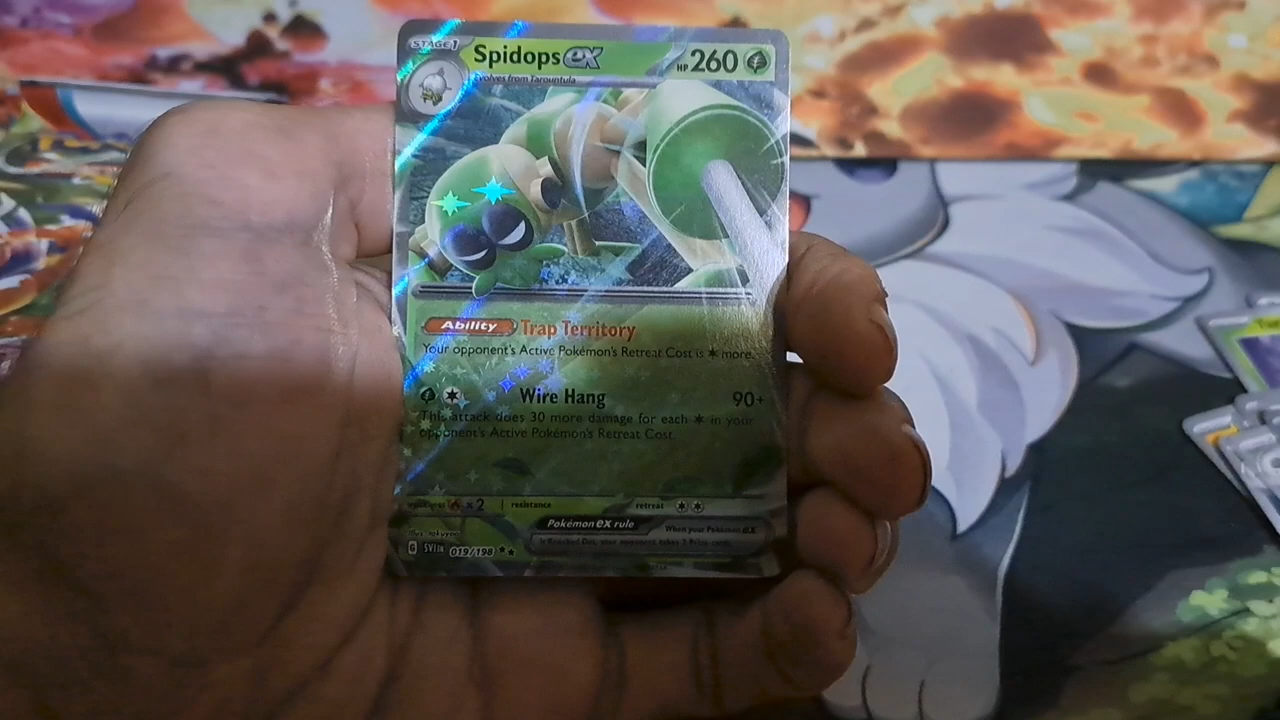 STAGE 1
Spidops ex
HP 260
Evolves from Tarountula
Ability Trap Territory
Your opponent's Active Pokémon's Retreat Cost is ✶ more.
Wire Hang 90+
This attack does 30 more damage for each ✶ in your
opponent's Active Pokémon's Retreat Cost.
x2 resistance retreat
Pokémon ex rule When your Pokémon ex
is Knocked Out, your opponent takes 2 Prize cards.
G SVI EN 019/198 ★★